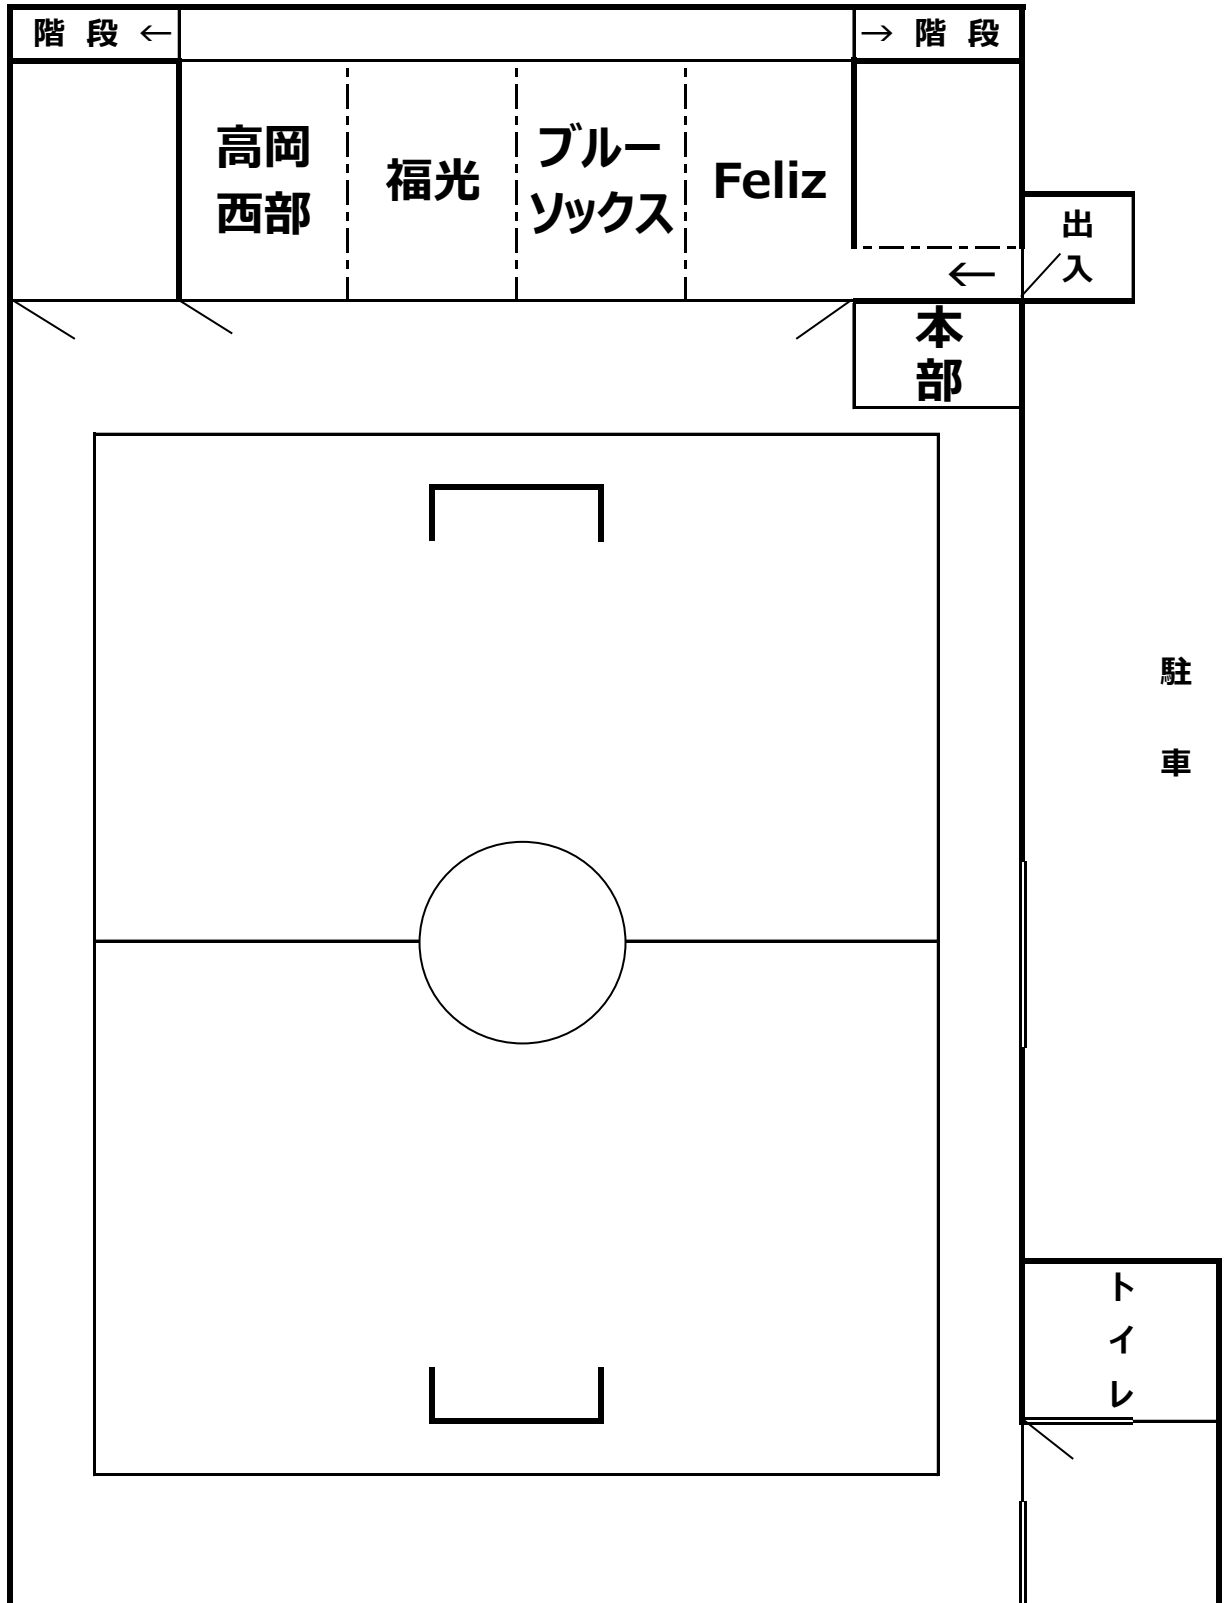 階 段 ←
→ 階 段
高岡
西部
福光
ブルー
ソックス
Feliz
出
入
←
本
部
駐
車
ト
イ
レ